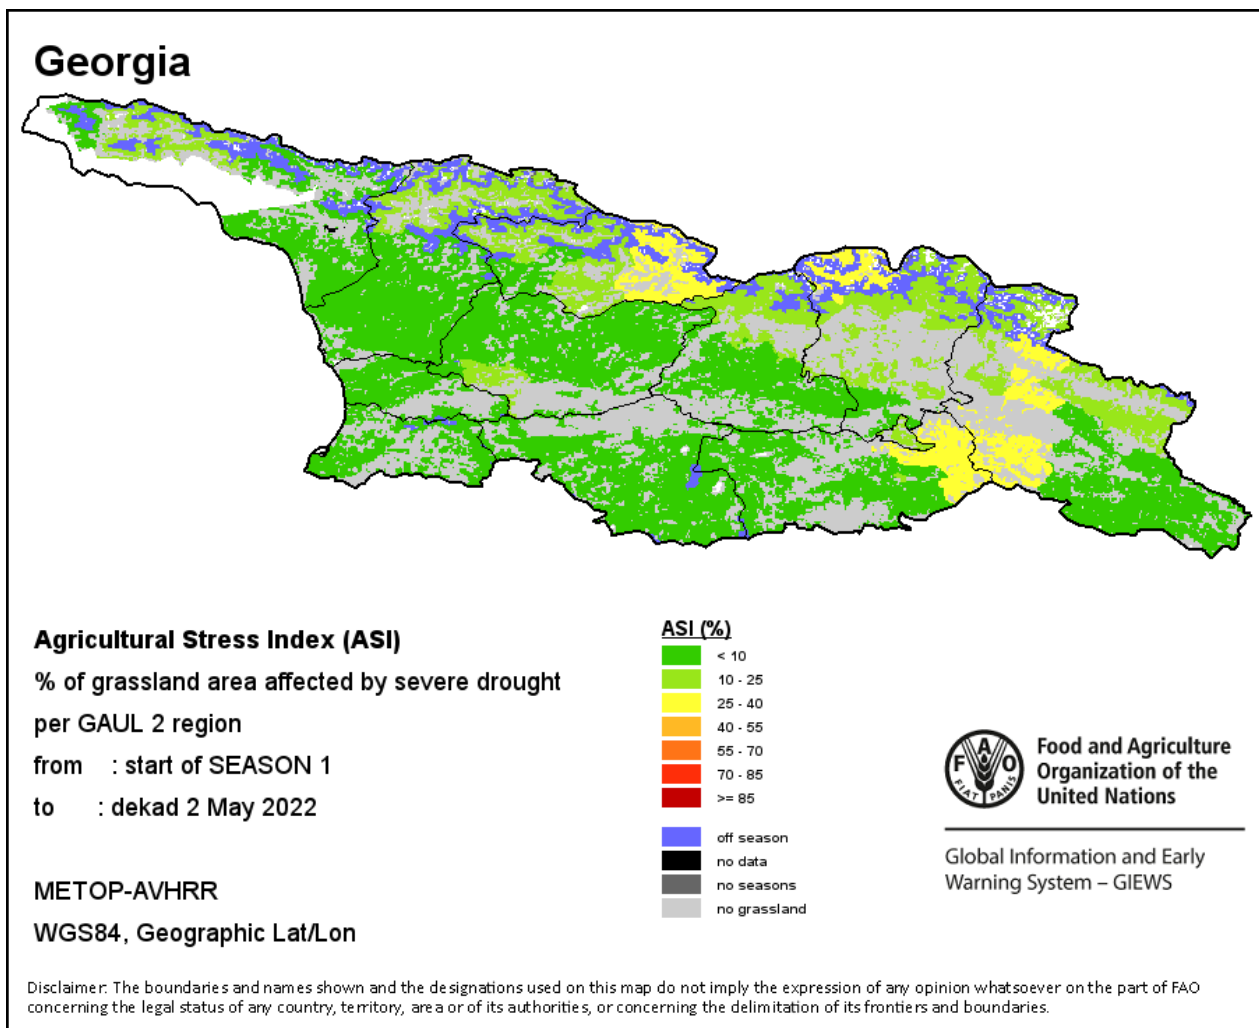 Georgia
Agricultural Stress Index (ASI)
% of grassland area affected by severe drought
per GAUL 2 region
from : start of SEASON 1
to : dekad 2 May 2022
METOP-AVHRR
WGS84, Geographic Lat/Lon
ASI (%)
< 10
10 - 25
25 - 40
40 - 55
55 - 70
70 - 85
>= 85
off season
no data
no seasons
no grassland
F A O
FIAT PANIS
Food and Agriculture
Organization of the
United Nations
Global Information and Early
Warning System – GIEWS
Disclaimer: The boundaries and names shown and the designations used on this map do not imply the expression of any opinion whatsoever on the part of FAO
concerning the legal status of any country, territory, area or of its authorities, or concerning the delimitation of its frontiers and boundaries.